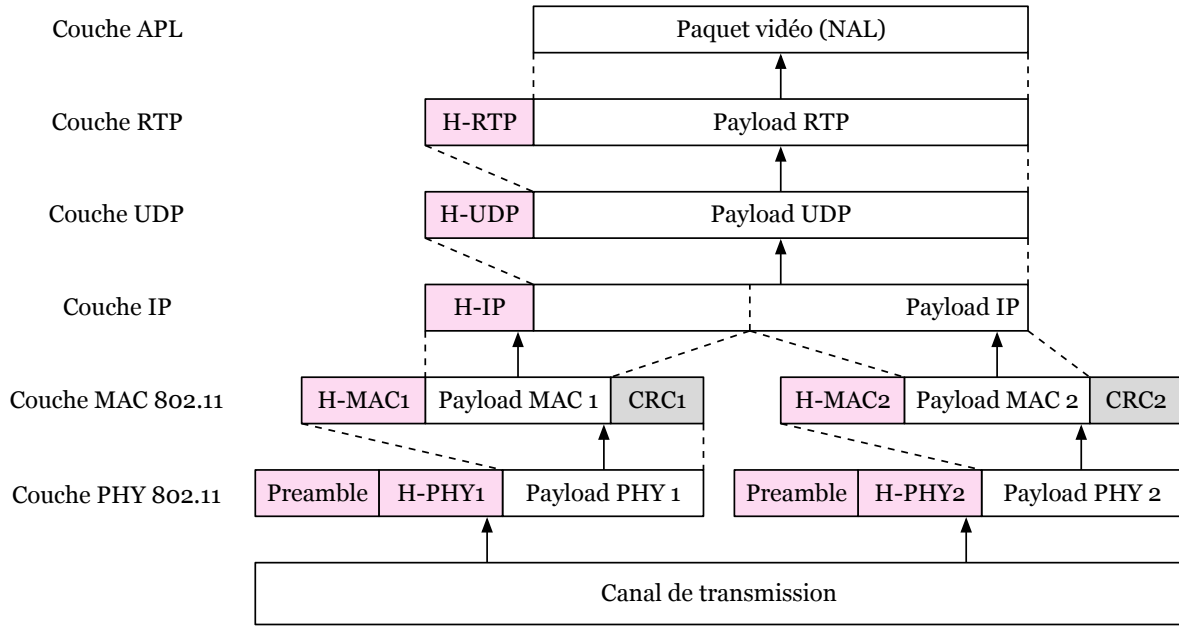 Couche APL Paquet vidéo (NAL)
Couche RTP H-RTP Payload RTP
Couche UDP H-UDP Payload UDP
Couche IP H-IP Payload IP
Couche MAC 802.11 H-MAC1 Payload MAC 1 CRC1 H-MAC2 Payload MAC 2 CRC2
Couche PHY 802.11 Preamble H-PHY1 Payload PHY 1 Preamble H-PHY2 Payload PHY 2
Canal de transmission